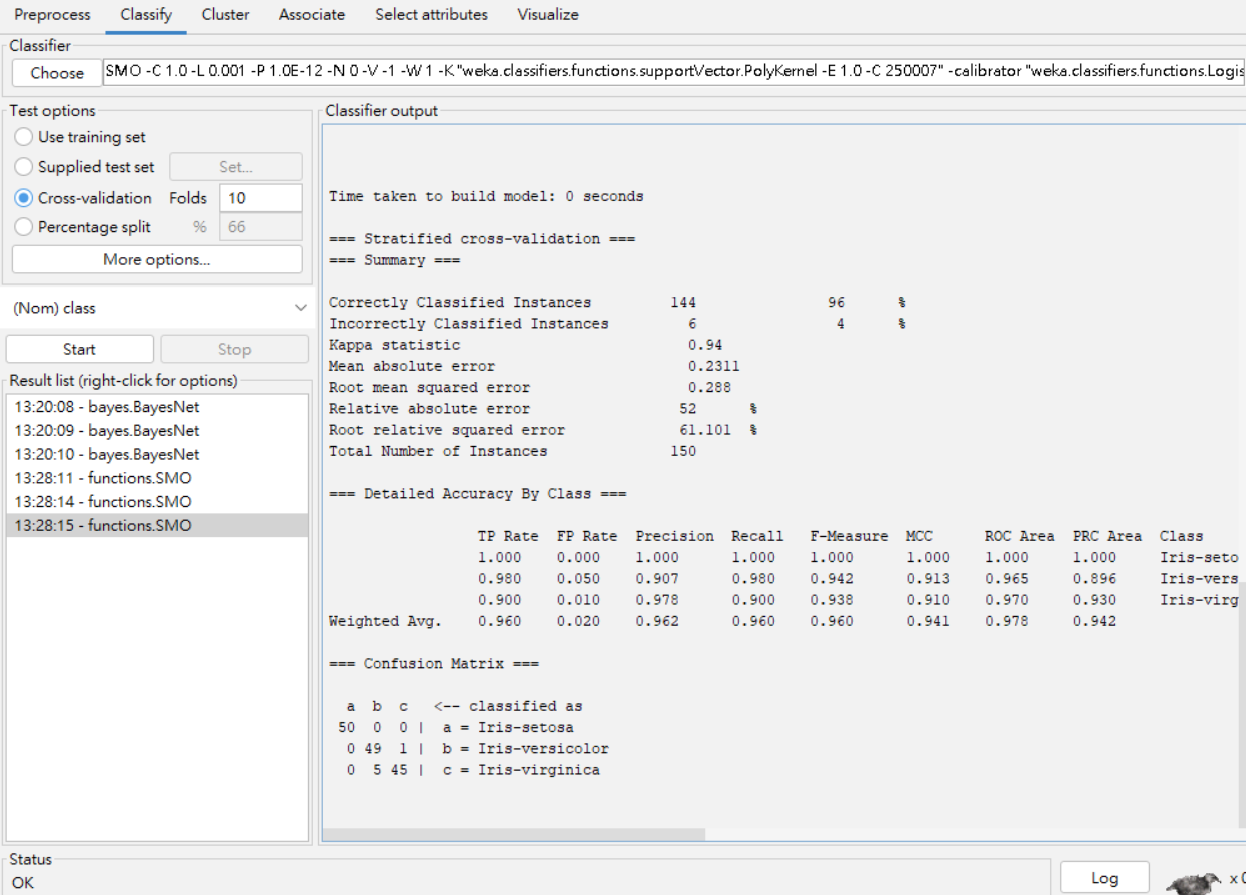 Preprocess Classify Cluster Associate Select attributes Visualize
Classifier
Choose SMO -C 1.0 -L 0.001 -P 1.0E-12 -N 0 -V -1 -W 1 -K "weka.classifiers.functions.supportVector.PolyKernel -E 1.0 -C 250007" -calibrator "weka.classifiers.functions.Logis
Test options
Use training set
Supplied test set Set...
Cross-validation Folds 10
Percentage split % 66
More options...
(Nom) class
Start Stop
Result list (right-click for options)
13:20:08 - bayes.BayesNet
13:20:09 - bayes.BayesNet
13:20:10 - bayes.BayesNet
13:28:11 - functions.SMO
13:28:14 - functions.SMO
13:28:15 - functions.SMO
Classifier output
Time taken to build model: 0 seconds
=== Stratified cross-validation ===
=== Summary ===
Correctly Classified Instances 144 96 %
Incorrectly Classified Instances 6 4 %
Kappa statistic 0.94
Mean absolute error 0.2311
Root mean squared error 0.288
Relative absolute error 52 %
Root relative squared error 61.101 %
Total Number of Instances 150
=== Detailed Accuracy By Class ===
TP Rate FP Rate Precision Recall F-Measure MCC ROC Area PRC Area Class
1.000 0.000 1.000 1.000 1.000 1.000 1.000 1.000 Iris-seto
0.980 0.050 0.907 0.980 0.942 0.913 0.965 0.896 Iris-vers
0.900 0.010 0.978 0.900 0.938 0.910 0.970 0.930 Iris-virg
Weighted Avg. 0.960 0.020 0.962 0.960 0.960 0.941 0.978 0.942
=== Confusion Matrix ===
a b c <-- classified as
50 0 0 | a = Iris-setosa
0 49 1 | b = Iris-versicolor
0 5 45 | c = Iris-virginica
Status
OK
Log x 0